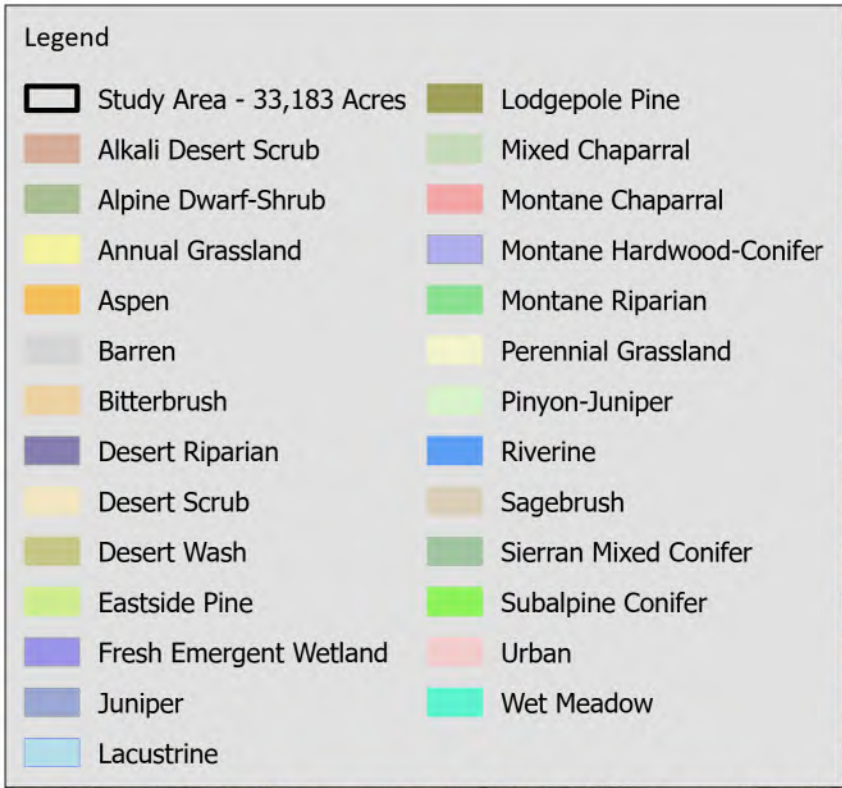 Legend
Study Area - 33,183 Acres
Alkali Desert Scrub
Alpine Dwarf-Shrub
Annual Grassland
Aspen
Barren
Bitterbrush
Desert Riparian
Desert Scrub
Desert Wash
Eastside Pine
Fresh Emergent Wetland
Juniper
Lacustrine
Lodgepole Pine
Mixed Chaparral
Montane Chaparral
Montane Hardwood-Conifer
Montane Riparian
Perennial Grassland
Pinyon-Juniper
Riverine
Sagebrush
Sierran Mixed Conifer
Subalpine Conifer
Urban
Wet Meadow